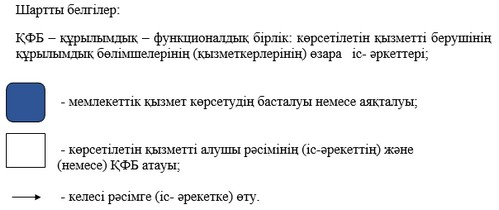 Шартты белгілер:
ҚФБ – құрылымдық – функционалдық бірлік: көрсетілетін қызметті берушінің
құрылымдық бөлімшелерінің (қызметкерлерінің) өзара іс- әркеттері;
- мемлекеттік қызмет көрсетудің басталуы немесе аяқталуы;
- көрсетілетін қызметті алушы рәсімінің (іс-әрекеттің) және
(немесе) ҚФБ атауы;
- келесі рәсімге (іс- әрекетке) өту.